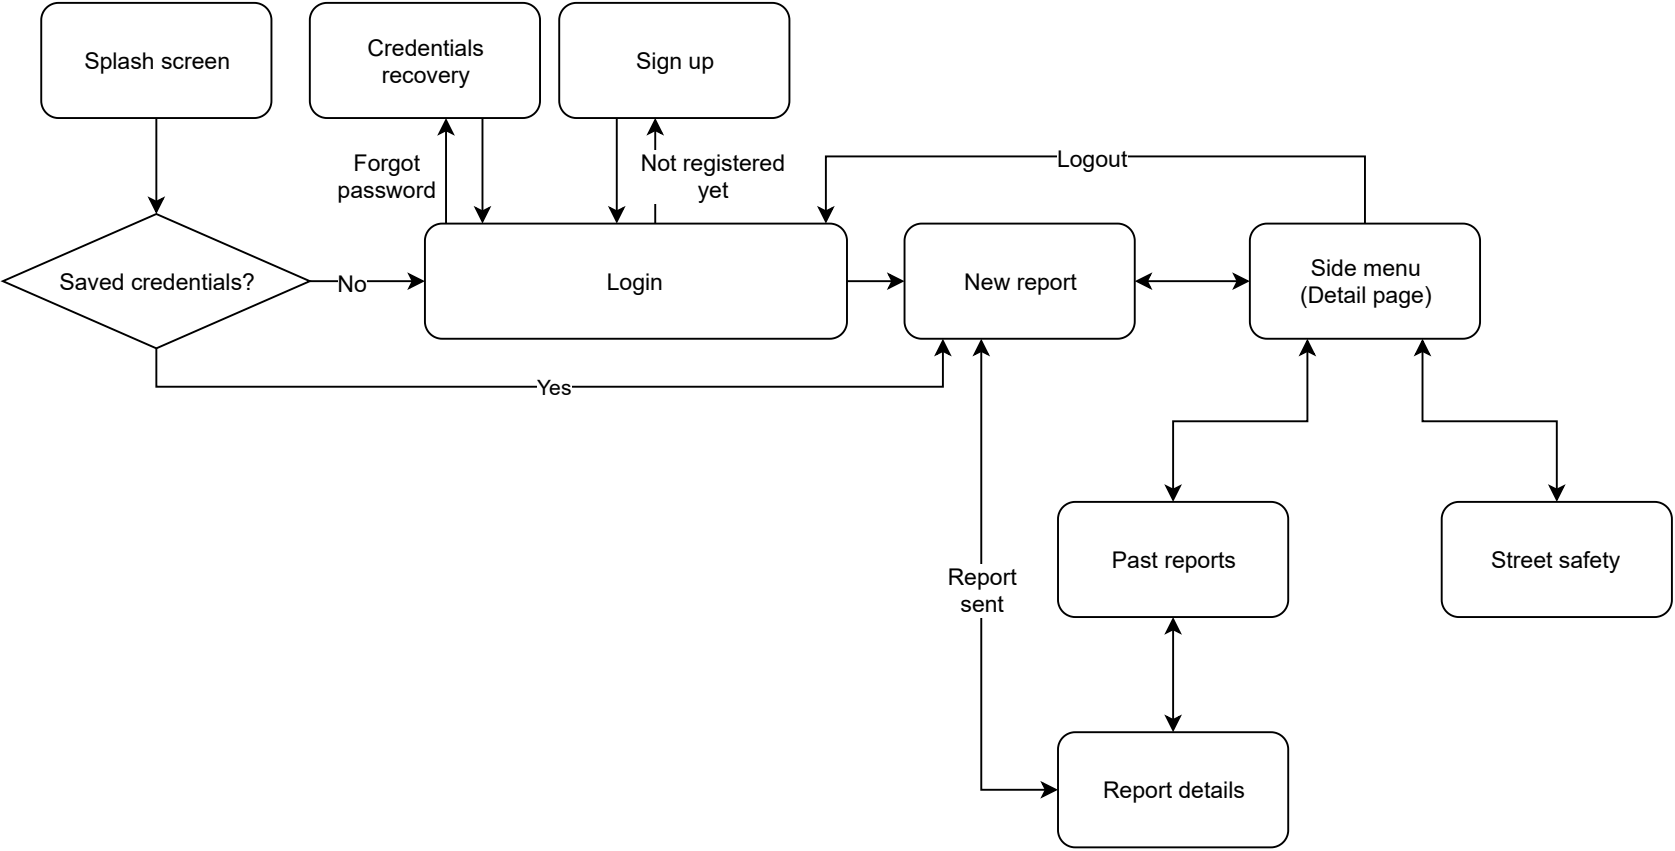 Splash screen
Credentials
recovery
Sign up
Forgot
password
Not registered
yet
Logout
Saved credentials?
No
Login
New report
Side menu
(Detail page)
Yes
Report
sent
Past reports
Street safety
Report details